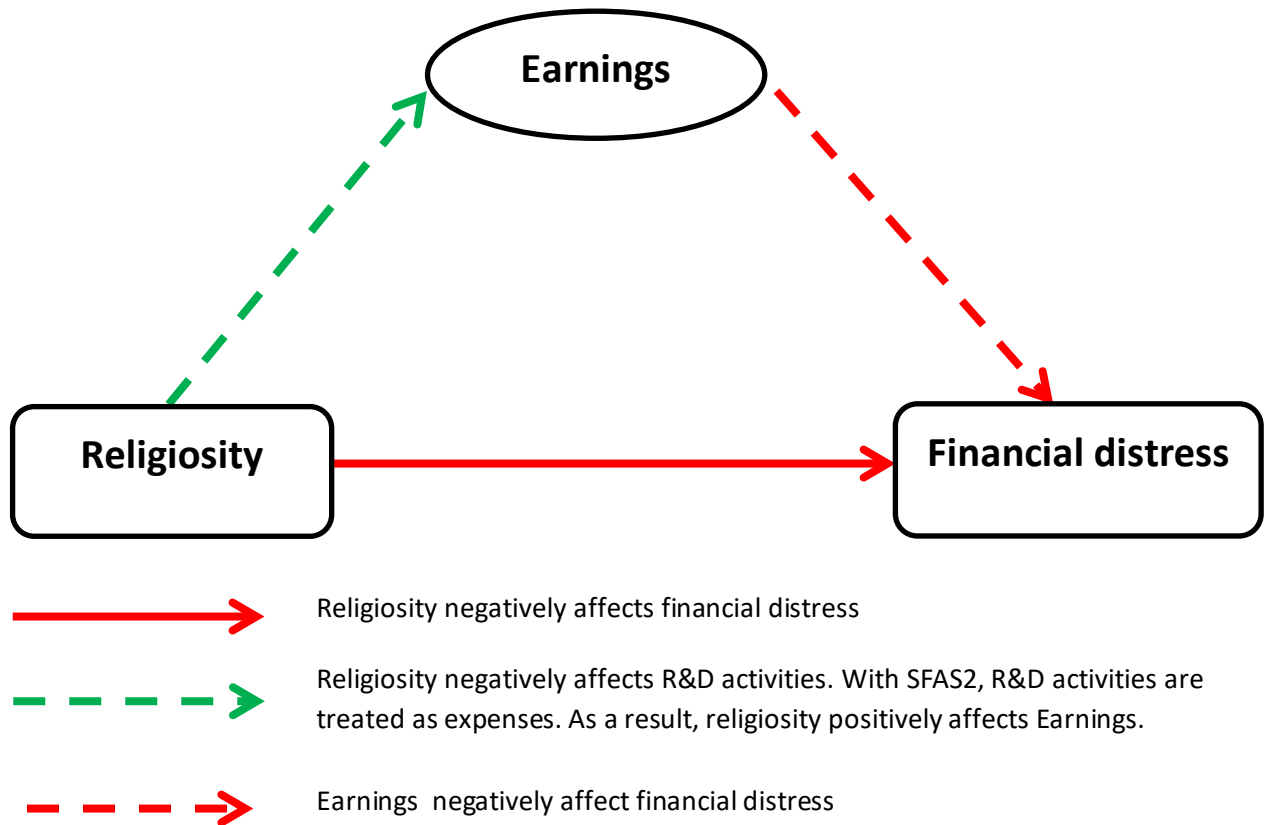 Earnings
Religiosity
Financial distress
Religiosity negatively affects financial distress
Religiosity negatively affects R&D activities. With SFAS2, R&D activities are
treated as expenses. As a result, religiosity positively affects Earnings.
Earnings  negatively affect financial distress